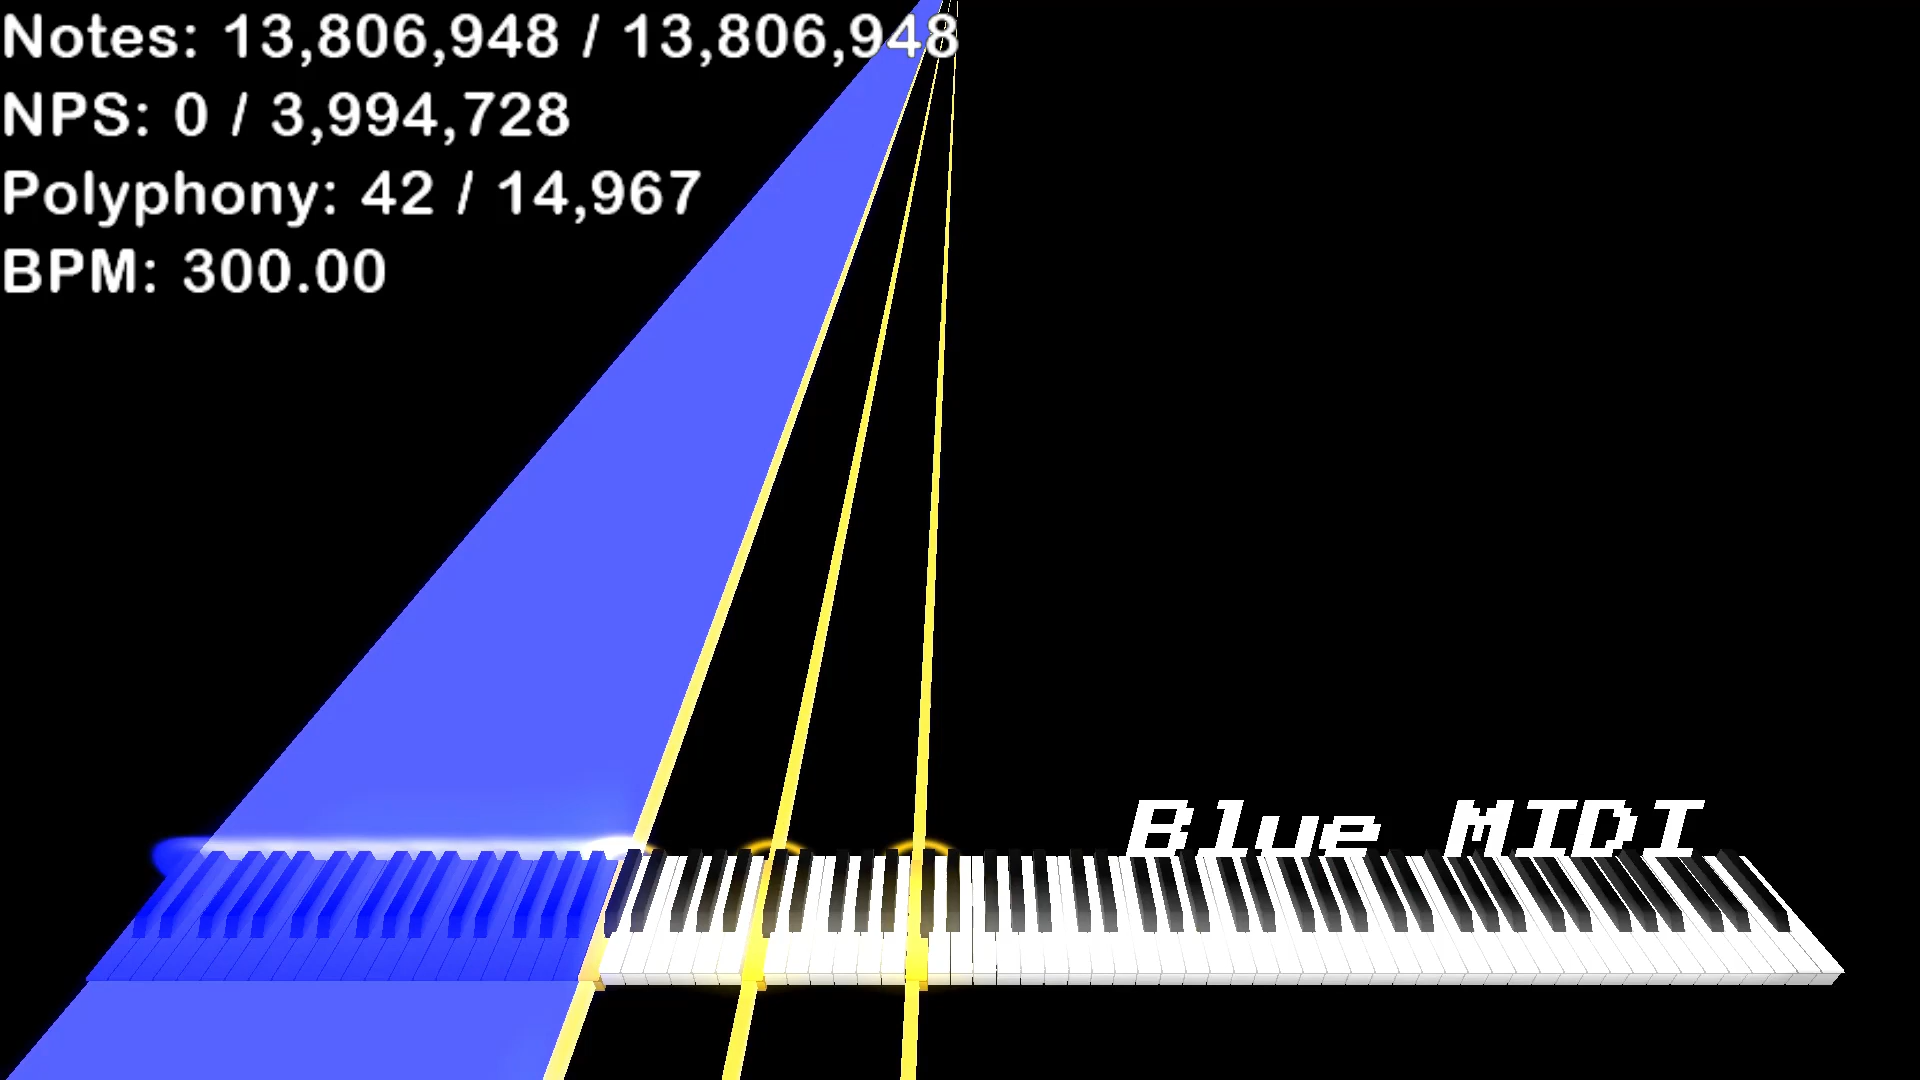 Notes: 13,806,948 / 13,806,948
NPS: 0 / 3,994,728
Polyphony: 42 / 14,967
BPM: 300.00
Blue MIDI